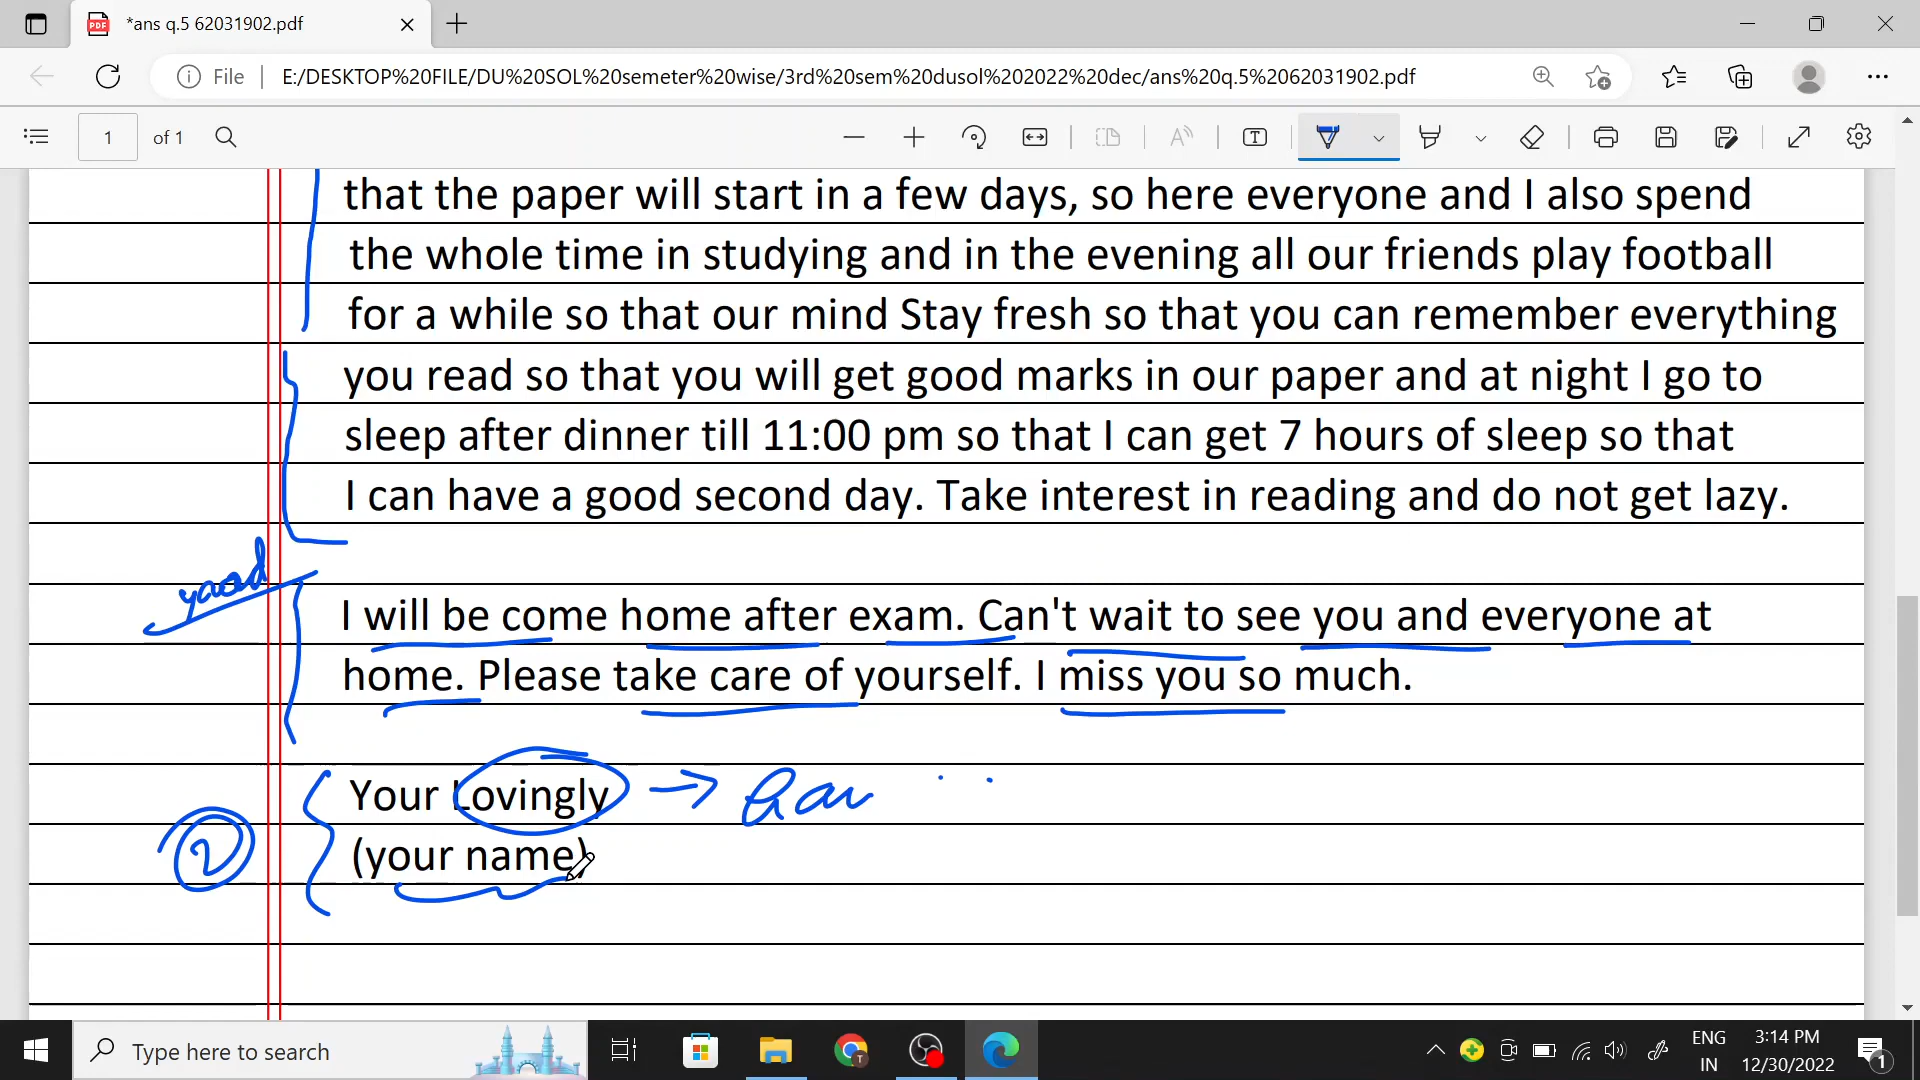 *ans q.5 62031902.pdf
File E:/DESKTOP%20FILE/DU%20SOL%20semeter%20wise/3rd%20sem%20dusol%202022%20dec/ans%20q.5%2062031902.pdf
1 of 1
that the paper will start in a few days, so here everyone and I also spend
the whole time in studying and in the evening all our friends play football
for a while so that our mind Stay fresh so that you can remember everything
you read so that you will get good marks in our paper and at night I go to
sleep after dinner till 11:00 pm so that I can get 7 hours of sleep so that
I can have a good second day. Take interest in reading and do not get lazy.
I will be come home after exam. Can't wait to see you and everyone at
home. Please take care of yourself. I miss you so much.
Your Lovingly
(your name)
Type here to search
ENG
IN
3:14 PM
12/30/2022
1